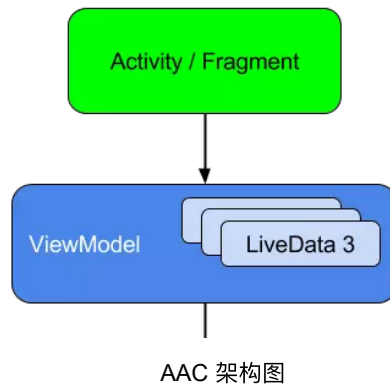 Activity / Fragment
ViewModel
LiveData 3
AAC 架构图